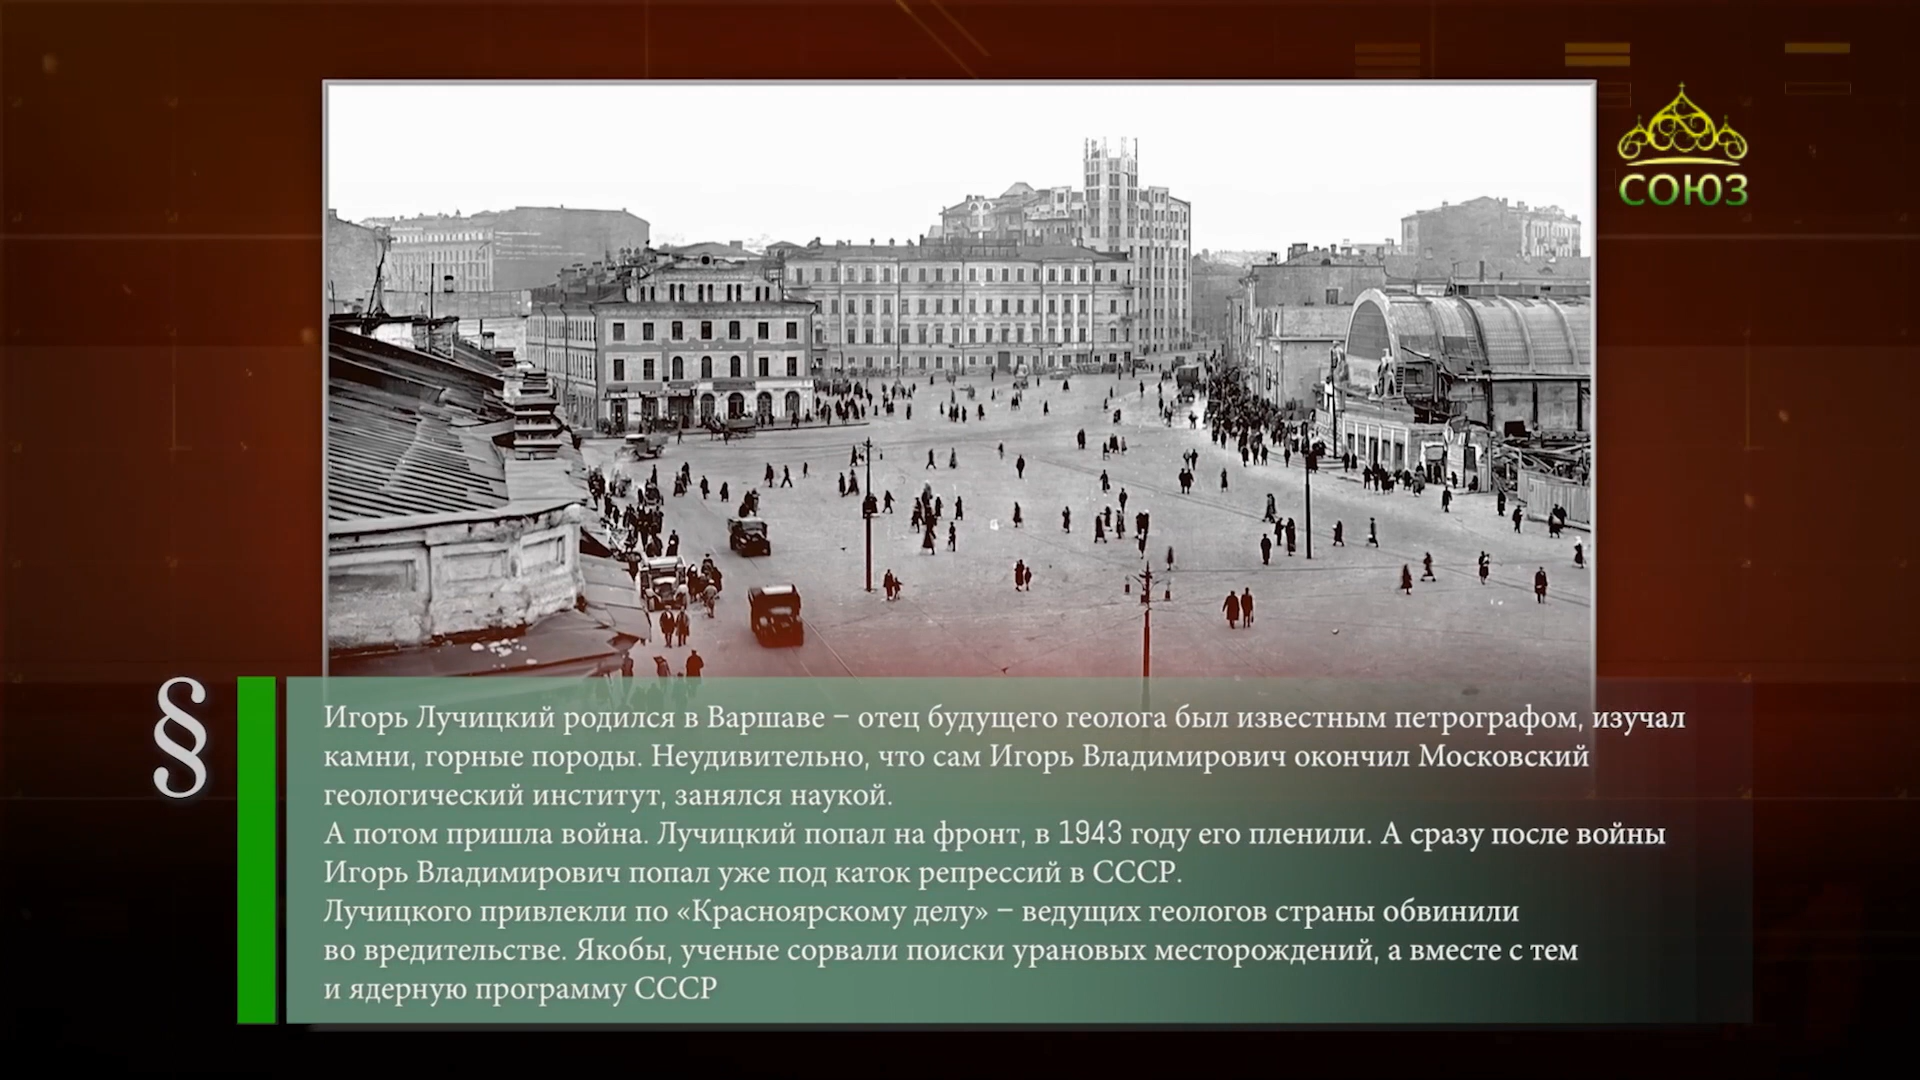 СОЮЗ
§
Игорь Лучицкий родился в Варшаве – отец будущего геолога был известным петрографом, изучал
камни, горные породы. Неудивительно, что сам Игорь Владимирович окончил Московский
геологический институт, занялся наукой.
А потом пришла война. Лучицкий попал на фронт, в 1943 году его пленили. А сразу после войны
Игорь Владимирович попал уже под каток репрессий в СССР.
Лучицкого привлекли по «Красноярскому делу» – ведущих геологов страны обвинили
во вредительстве. Якобы, ученые сорвали поиски урановых месторождений, а вместе с тем
и ядерную программу СССР